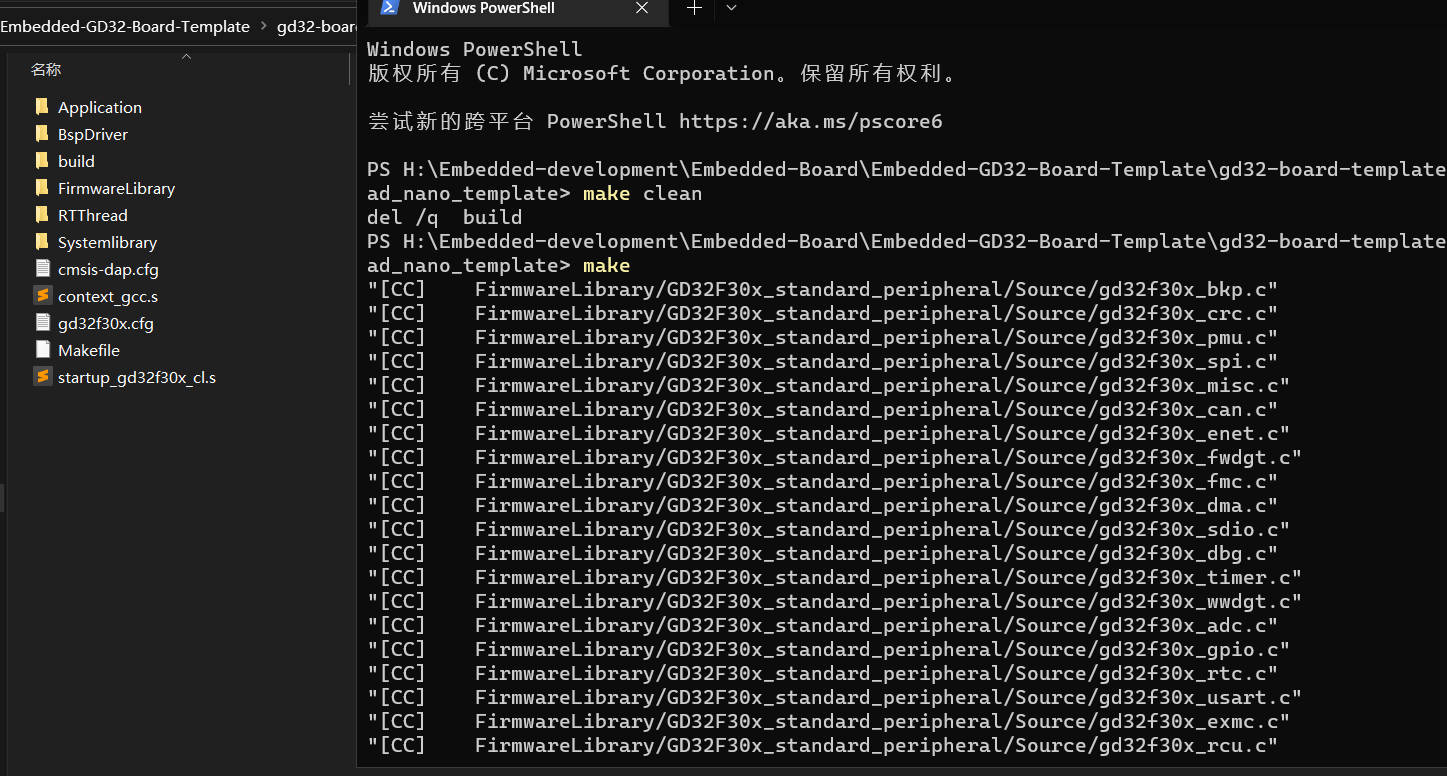 Embedded-GD32-Board-Template > gd32-boar
名称
Application
BspDriver
build
FirmwareLibrary
RTThread
Systemlibrary
cmsis-dap.cfg
context_gcc.s
gd32f30x.cfg
Makefile
startup_gd32f30x_cl.s
Windows PowerShell
Windows PowerShell
版权所有 (C) Microsoft Corporation。保留所有权利。
尝试新的跨平台 PowerShell https://aka.ms/pscore6
PS H:\Embedded-development\Embedded-Board\Embedded-GD32-Board-Template\gd32-board-template
ad_nano_template> make clean
del /q  build
PS H:\Embedded-development\Embedded-Board\Embedded-GD32-Board-Template\gd32-board-template
ad_nano_template> make
"[CC]    FirmwareLibrary/GD32F30x_standard_peripheral/Source/gd32f30x_bkp.c"
"[CC]    FirmwareLibrary/GD32F30x_standard_peripheral/Source/gd32f30x_crc.c"
"[CC]    FirmwareLibrary/GD32F30x_standard_peripheral/Source/gd32f30x_pmu.c"
"[CC]    FirmwareLibrary/GD32F30x_standard_peripheral/Source/gd32f30x_spi.c"
"[CC]    FirmwareLibrary/GD32F30x_standard_peripheral/Source/gd32f30x_misc.c"
"[CC]    FirmwareLibrary/GD32F30x_standard_peripheral/Source/gd32f30x_can.c"
"[CC]    FirmwareLibrary/GD32F30x_standard_peripheral/Source/gd32f30x_enet.c"
"[CC]    FirmwareLibrary/GD32F30x_standard_peripheral/Source/gd32f30x_fwdgt.c"
"[CC]    FirmwareLibrary/GD32F30x_standard_peripheral/Source/gd32f30x_fmc.c"
"[CC]    FirmwareLibrary/GD32F30x_standard_peripheral/Source/gd32f30x_dma.c"
"[CC]    FirmwareLibrary/GD32F30x_standard_peripheral/Source/gd32f30x_sdio.c"
"[CC]    FirmwareLibrary/GD32F30x_standard_peripheral/Source/gd32f30x_dbg.c"
"[CC]    FirmwareLibrary/GD32F30x_standard_peripheral/Source/gd32f30x_timer.c"
"[CC]    FirmwareLibrary/GD32F30x_standard_peripheral/Source/gd32f30x_wwdgt.c"
"[CC]    FirmwareLibrary/GD32F30x_standard_peripheral/Source/gd32f30x_adc.c"
"[CC]    FirmwareLibrary/GD32F30x_standard_peripheral/Source/gd32f30x_gpio.c"
"[CC]    FirmwareLibrary/GD32F30x_standard_peripheral/Source/gd32f30x_rtc.c"
"[CC]    FirmwareLibrary/GD32F30x_standard_peripheral/Source/gd32f30x_usart.c"
"[CC]    FirmwareLibrary/GD32F30x_standard_peripheral/Source/gd32f30x_exmc.c"
"[CC]    FirmwareLibrary/GD32F30x_standard_peripheral/Source/gd32f30x_rcu.c"